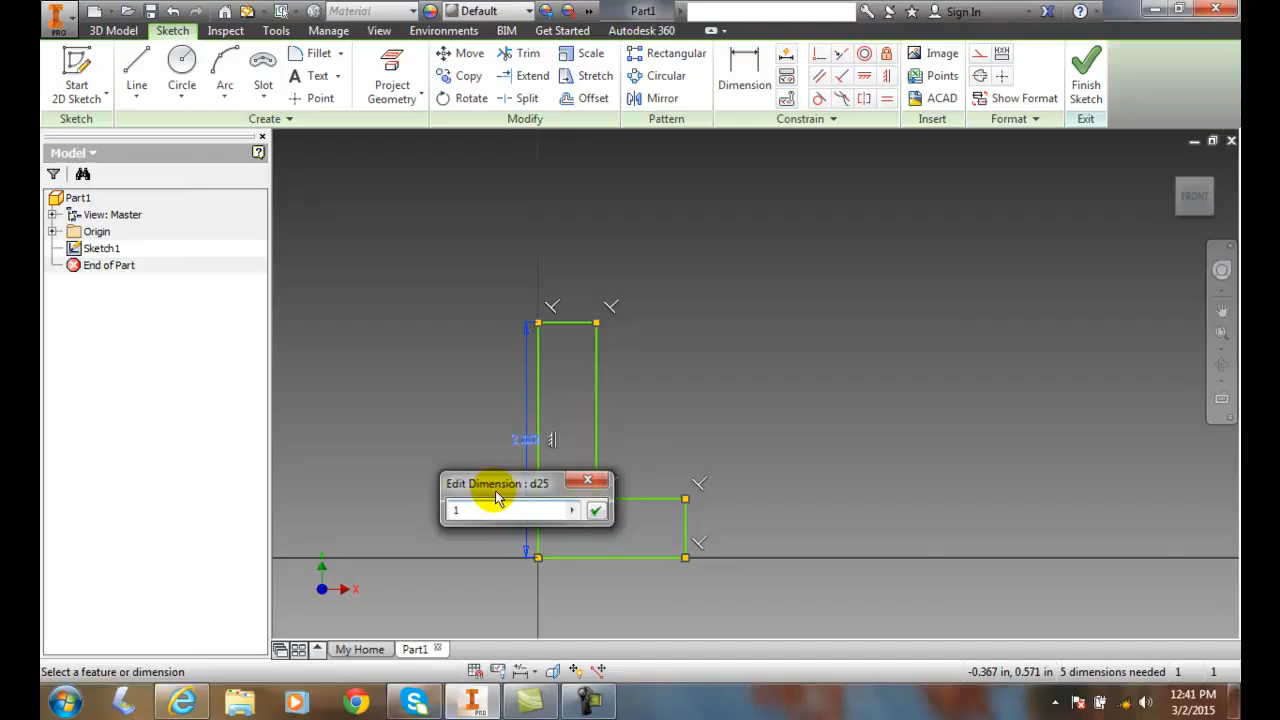 PRO
Material
Default
Part1
Sign In
3D Model
Sketch
Inspect
Tools
Manage
View
Environments
BIM
Get Started
Autodesk 360
Start
2D Sketch
Line
Circle
Arc
Slot
Fillet
Text
Point
Project
Geometry
Move
Copy
Rotate
Trim
Extend
Split
Scale
Stretch
Offset
Rectangular
Circular
Mirror
Dimension
Image
Points
ACAD
Show Format
Finish
Sketch
Sketch
Create
Modify
Pattern
Constrain
Insert
Format
Exit
Model
Part1
View: Master
Origin
Sketch1
End of Part
FRONT
Edit Dimension : d25
1
X
My Home
Part1
Select a feature or dimension
-0.367 in, 0.571 in 5 dimensions needed 1 1
PRO
12:41 PM
3/2/2015